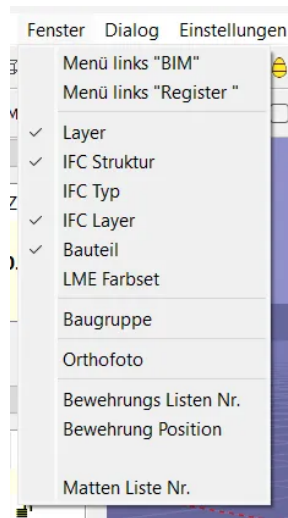 Fenster Dialog Einstellungen
Menü links "BIM"
Menü links "Register "
Layer
IFC Struktur
IFC Typ
IFC Layer
Bauteil
LME Farbset
Baugruppe
Orthofoto
Bewehrungs Listen Nr.
Bewehrung Position
Matten Liste Nr.